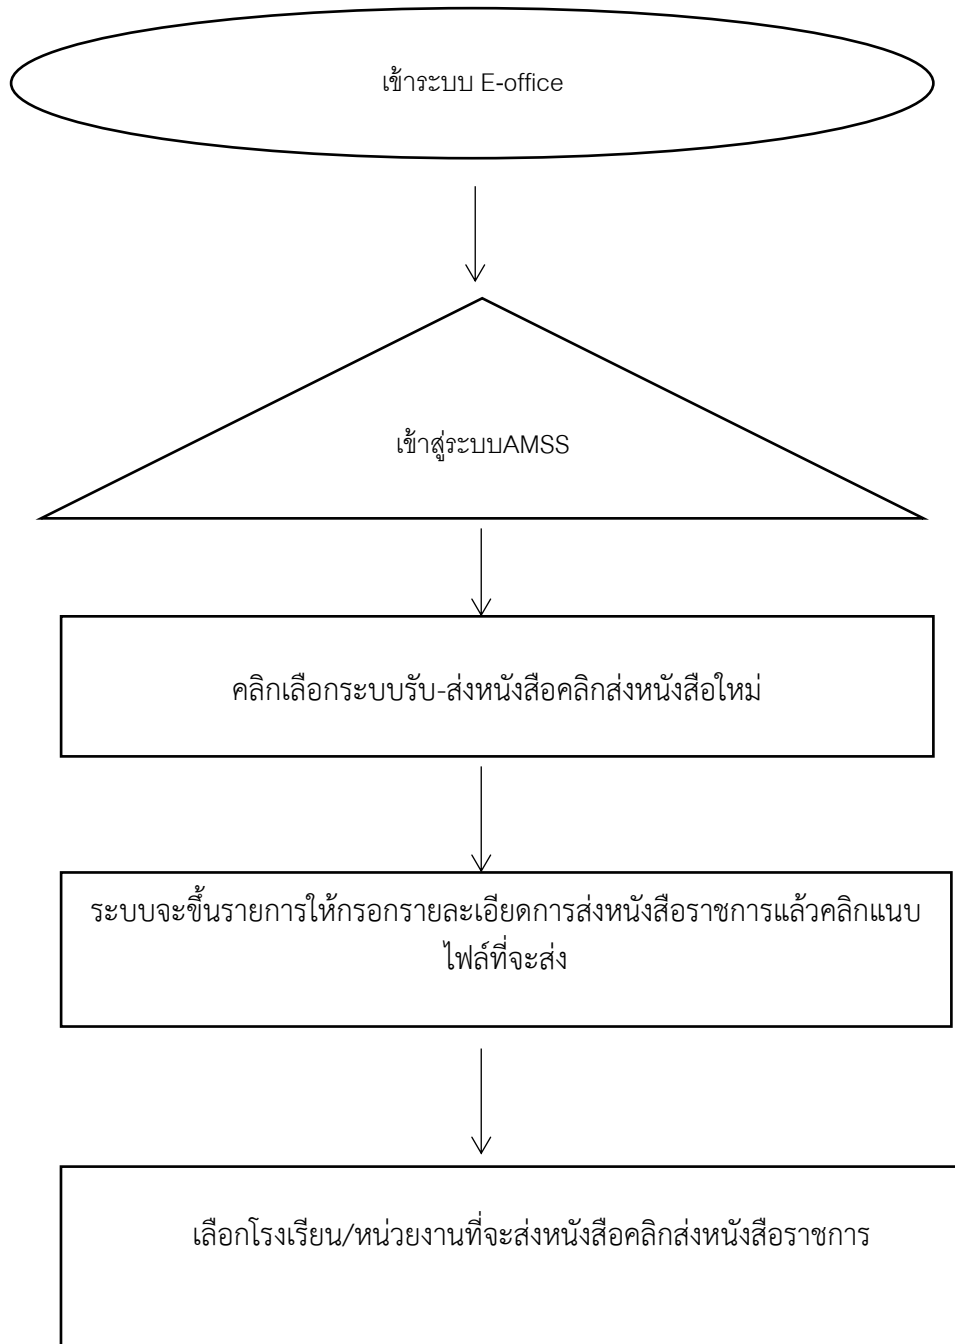 เข้าระบบ E-office
เข้าสู่ระบบAMSS
คลิกเลือกระบบรับ-ส่งหนังสือคลิกส่งหนังสือใหม่
ระบบจะขึ้นรายการให้กรอกรายละเอียดการส่งหนังสือราชการแล้วคลิกแนบ
ไฟล์ที่จะส่ง
เลือกโรงเรียน/หน่วยงานที่จะส่งหนังสือคลิกส่งหนังสือราชการ